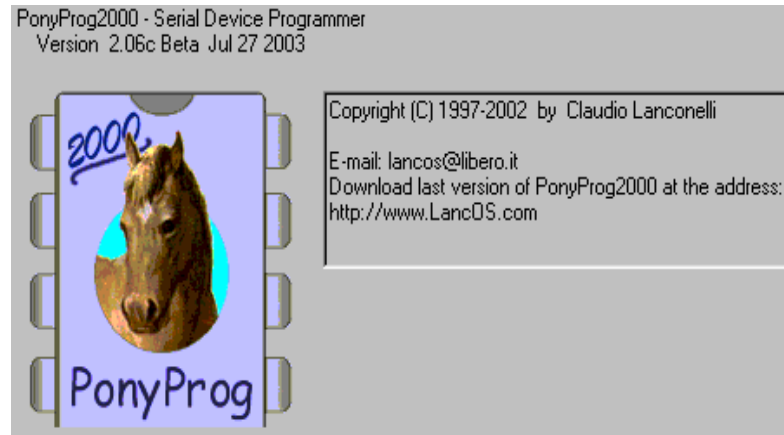 PonyProg2000 - Serial Device Programmer
Version 2.06c Beta Jul 27 2003
2000
PonyProg
Copyright (C) 1997-2002 by Claudio Lanconelli
E-mail: lancos@libero.it
Download last version of PonyProg2000 at the address:
http://www.LancOS.com